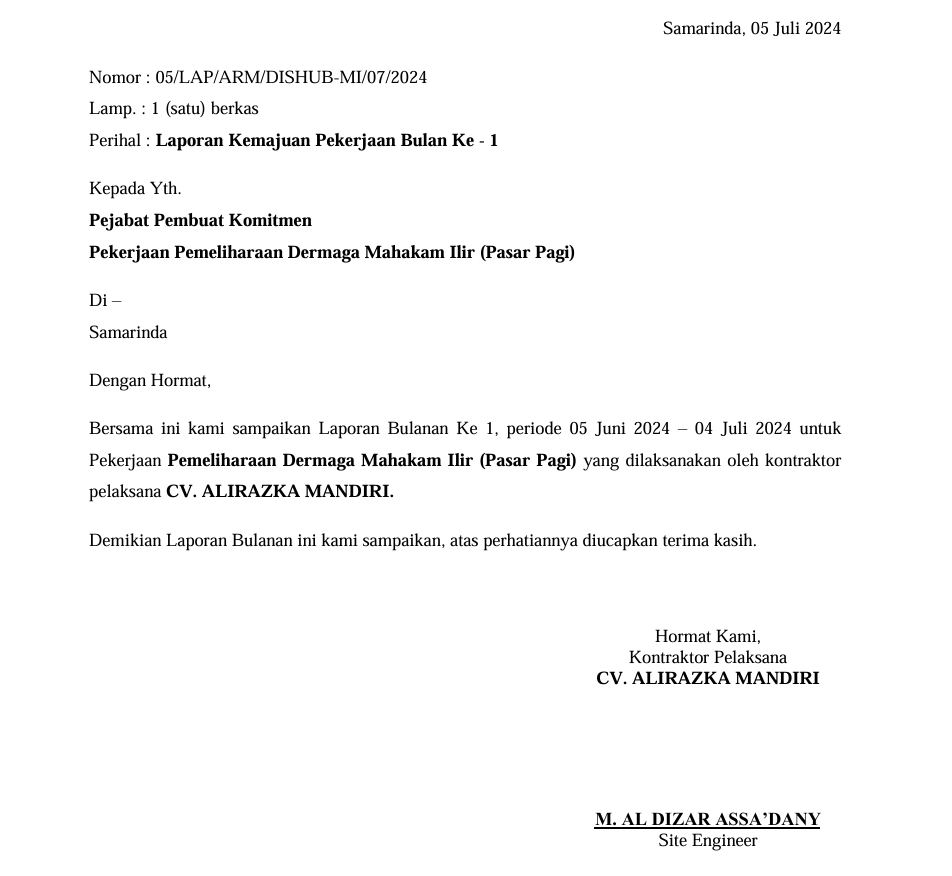 Samarinda, 05 Juli 2024
Nomor : 05/LAP/ARM/DISHUB-MI/07/2024
Lamp. : 1 (satu) berkas
Perihal : Laporan Kemajuan Pekerjaan Bulan Ke - 1
Kepada Yth.
Pejabat Pembuat Komitmen
Pekerjaan Pemeliharaan Dermaga Mahakam Ilir (Pasar Pagi)
Di –
Samarinda
Dengan Hormat,
Bersama ini kami sampaikan Laporan Bulanan Ke 1, periode 05 Juni 2024 – 04 Juli 2024 untuk
Pekerjaan Pemeliharaan Dermaga Mahakam Ilir (Pasar Pagi) yang dilaksanakan oleh kontraktor
pelaksana CV. ALIRAZKA MANDIRI.
Demikian Laporan Bulanan ini kami sampaikan, atas perhatiannya diucapkan terima kasih.
Hormat Kami,
Kontraktor Pelaksana
CV. ALIRAZKA MANDIRI
M. AL DIZAR ASSA’DANY
Site Engineer